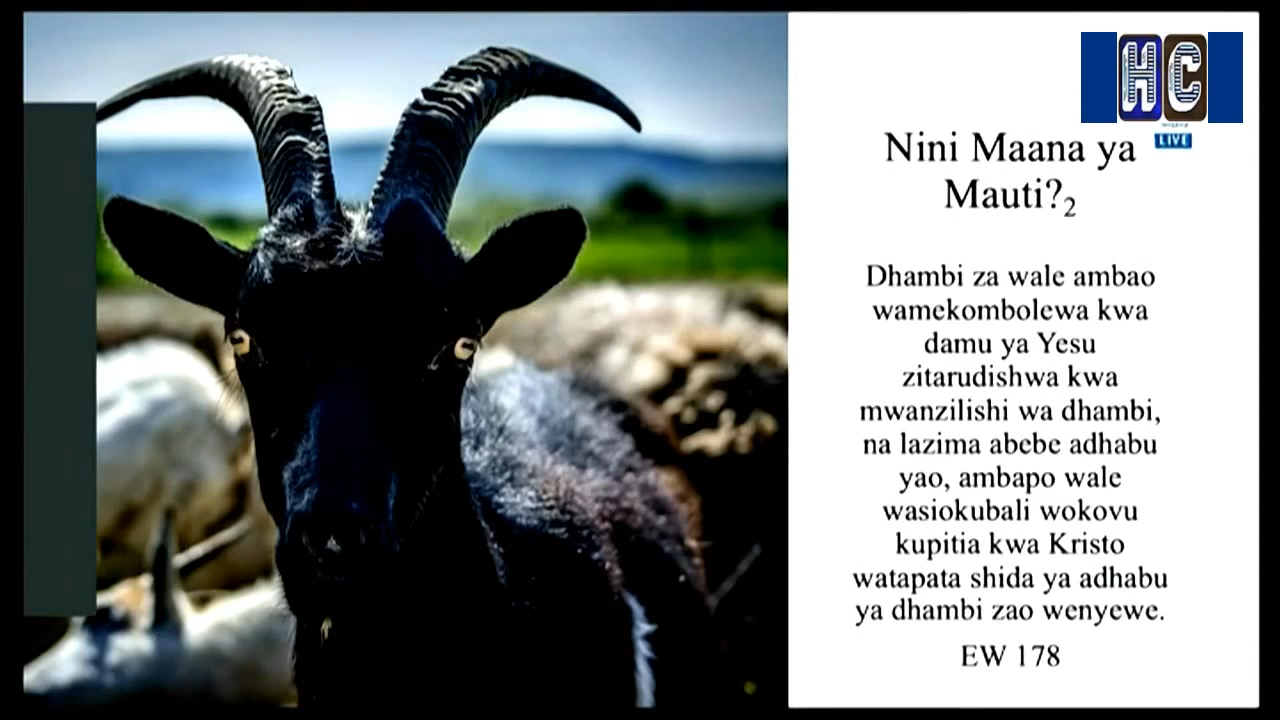 HC
LIVE
Nini Maana ya
Mauti?₂
Dhambi za wale ambao
wamekombolewa kwa
damu ya Yesu
zitarudishwa kwa
mwanzilishi wa dhambi,
na lazima abebe adhabu
yao, ambapo wale
wasiokubali wokovu
kupitia kwa Kristo
watapata shida ya adhabu
ya dhambi zao wenyewe.
EW 178